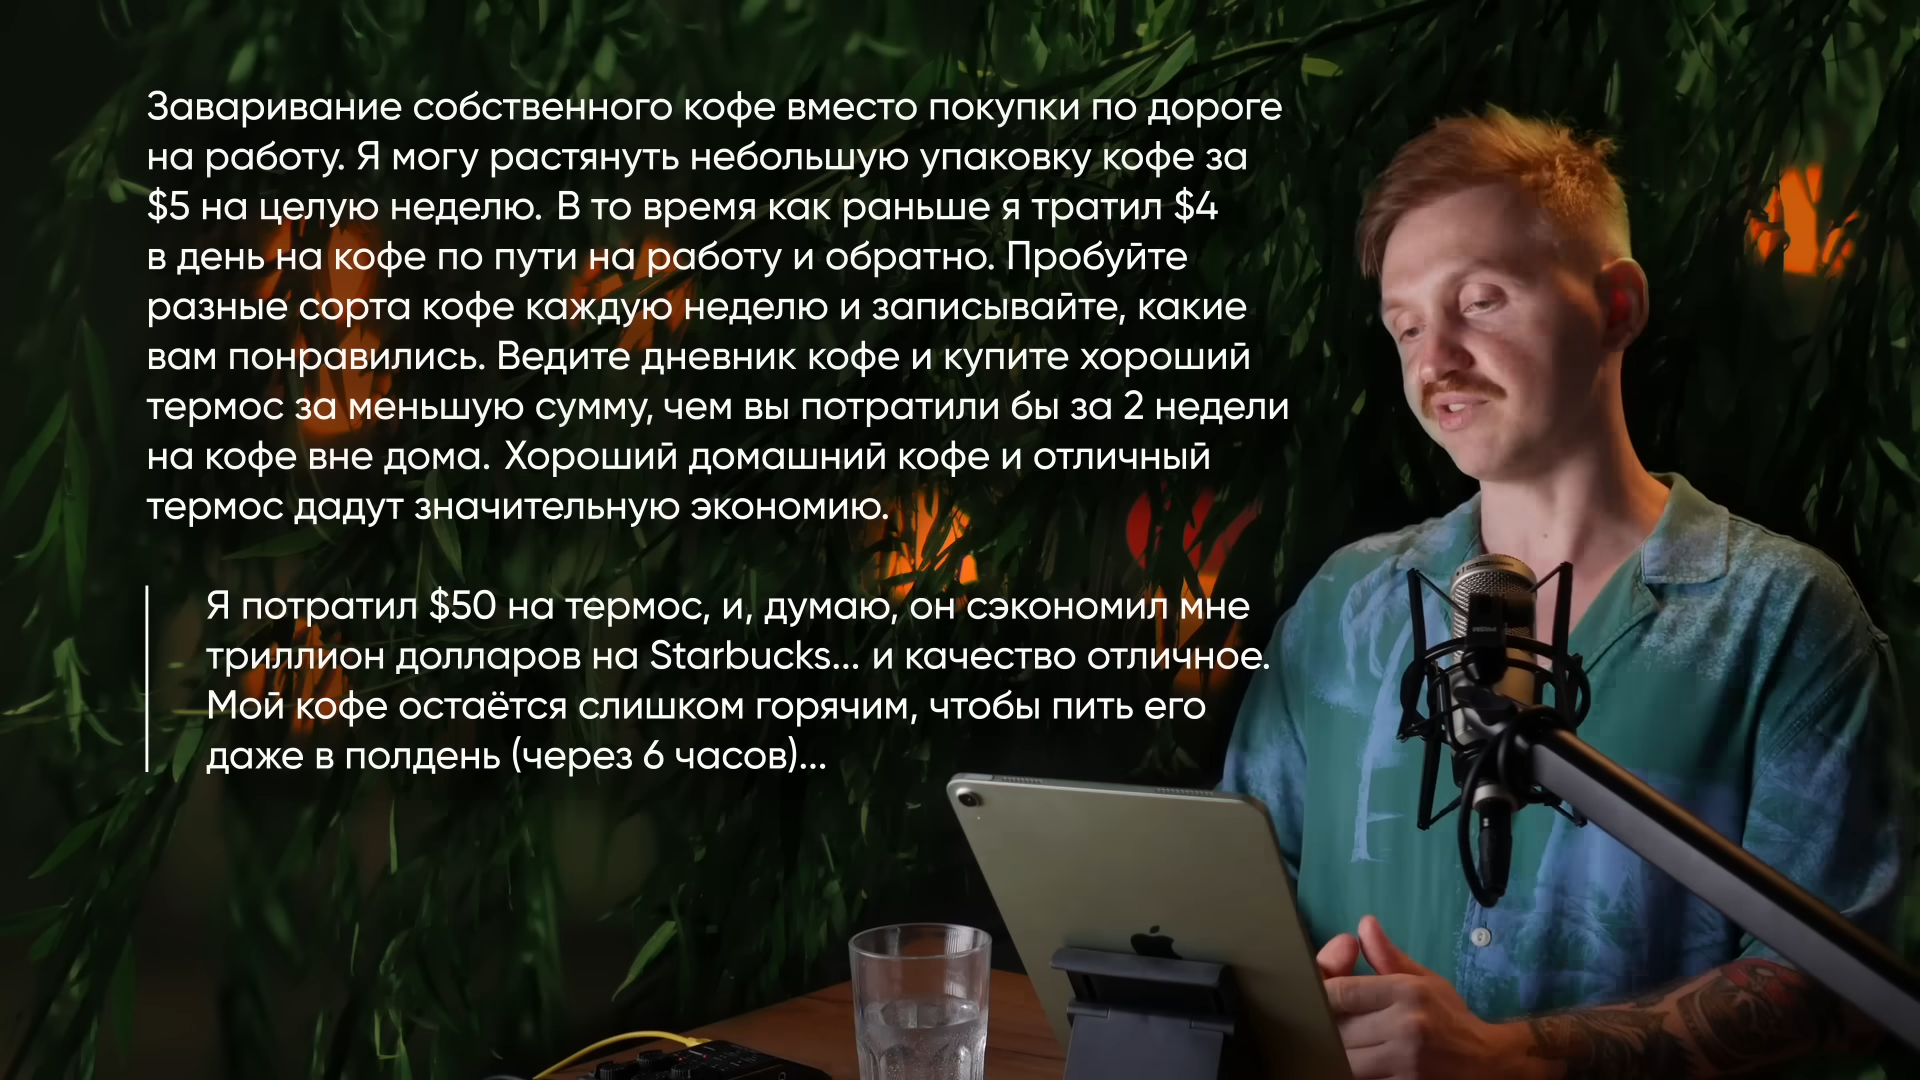 Заваривание собственного кофе вместо покупки по дороге
на работу. Я могу растянуть небольшую упаковку кофе за
$5 на целую неделю. В то время как раньше я тратил $4
в день на кофе по пути на работу и обратно. Пробуйте
разные сорта кофе каждую неделю и записывайте, какие
вам понравились. Ведите дневник кофе и купите хороший
термос за меньшую сумму, чем вы потратили бы за 2 недели
на кофе вне дома. Хороший домашний кофе и отличный
термос дадут значительную экономию.
Я потратил $50 на термос, и, думаю, он сэкономил мне
триллион долларов на Starbucks... и качество отличное.
Мой кофе остаётся слишком горячим, чтобы пить его
даже в полдень (через 6 часов)...